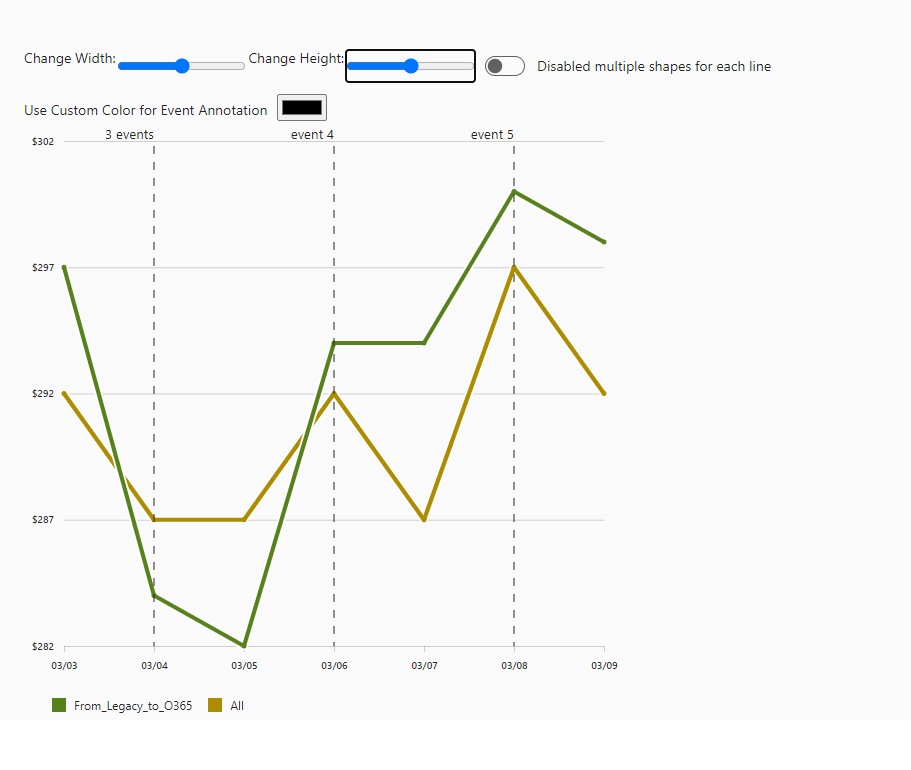 Change Width: Change Height: Disabled multiple shapes for each line
Use Custom Color for Event Annotation
3 events event 4 event 5
$302
$297
$292
$287
$282
03/03 03/04 03/05 03/06 03/07 03/08 03/09
From_Legacy_to_O365 All